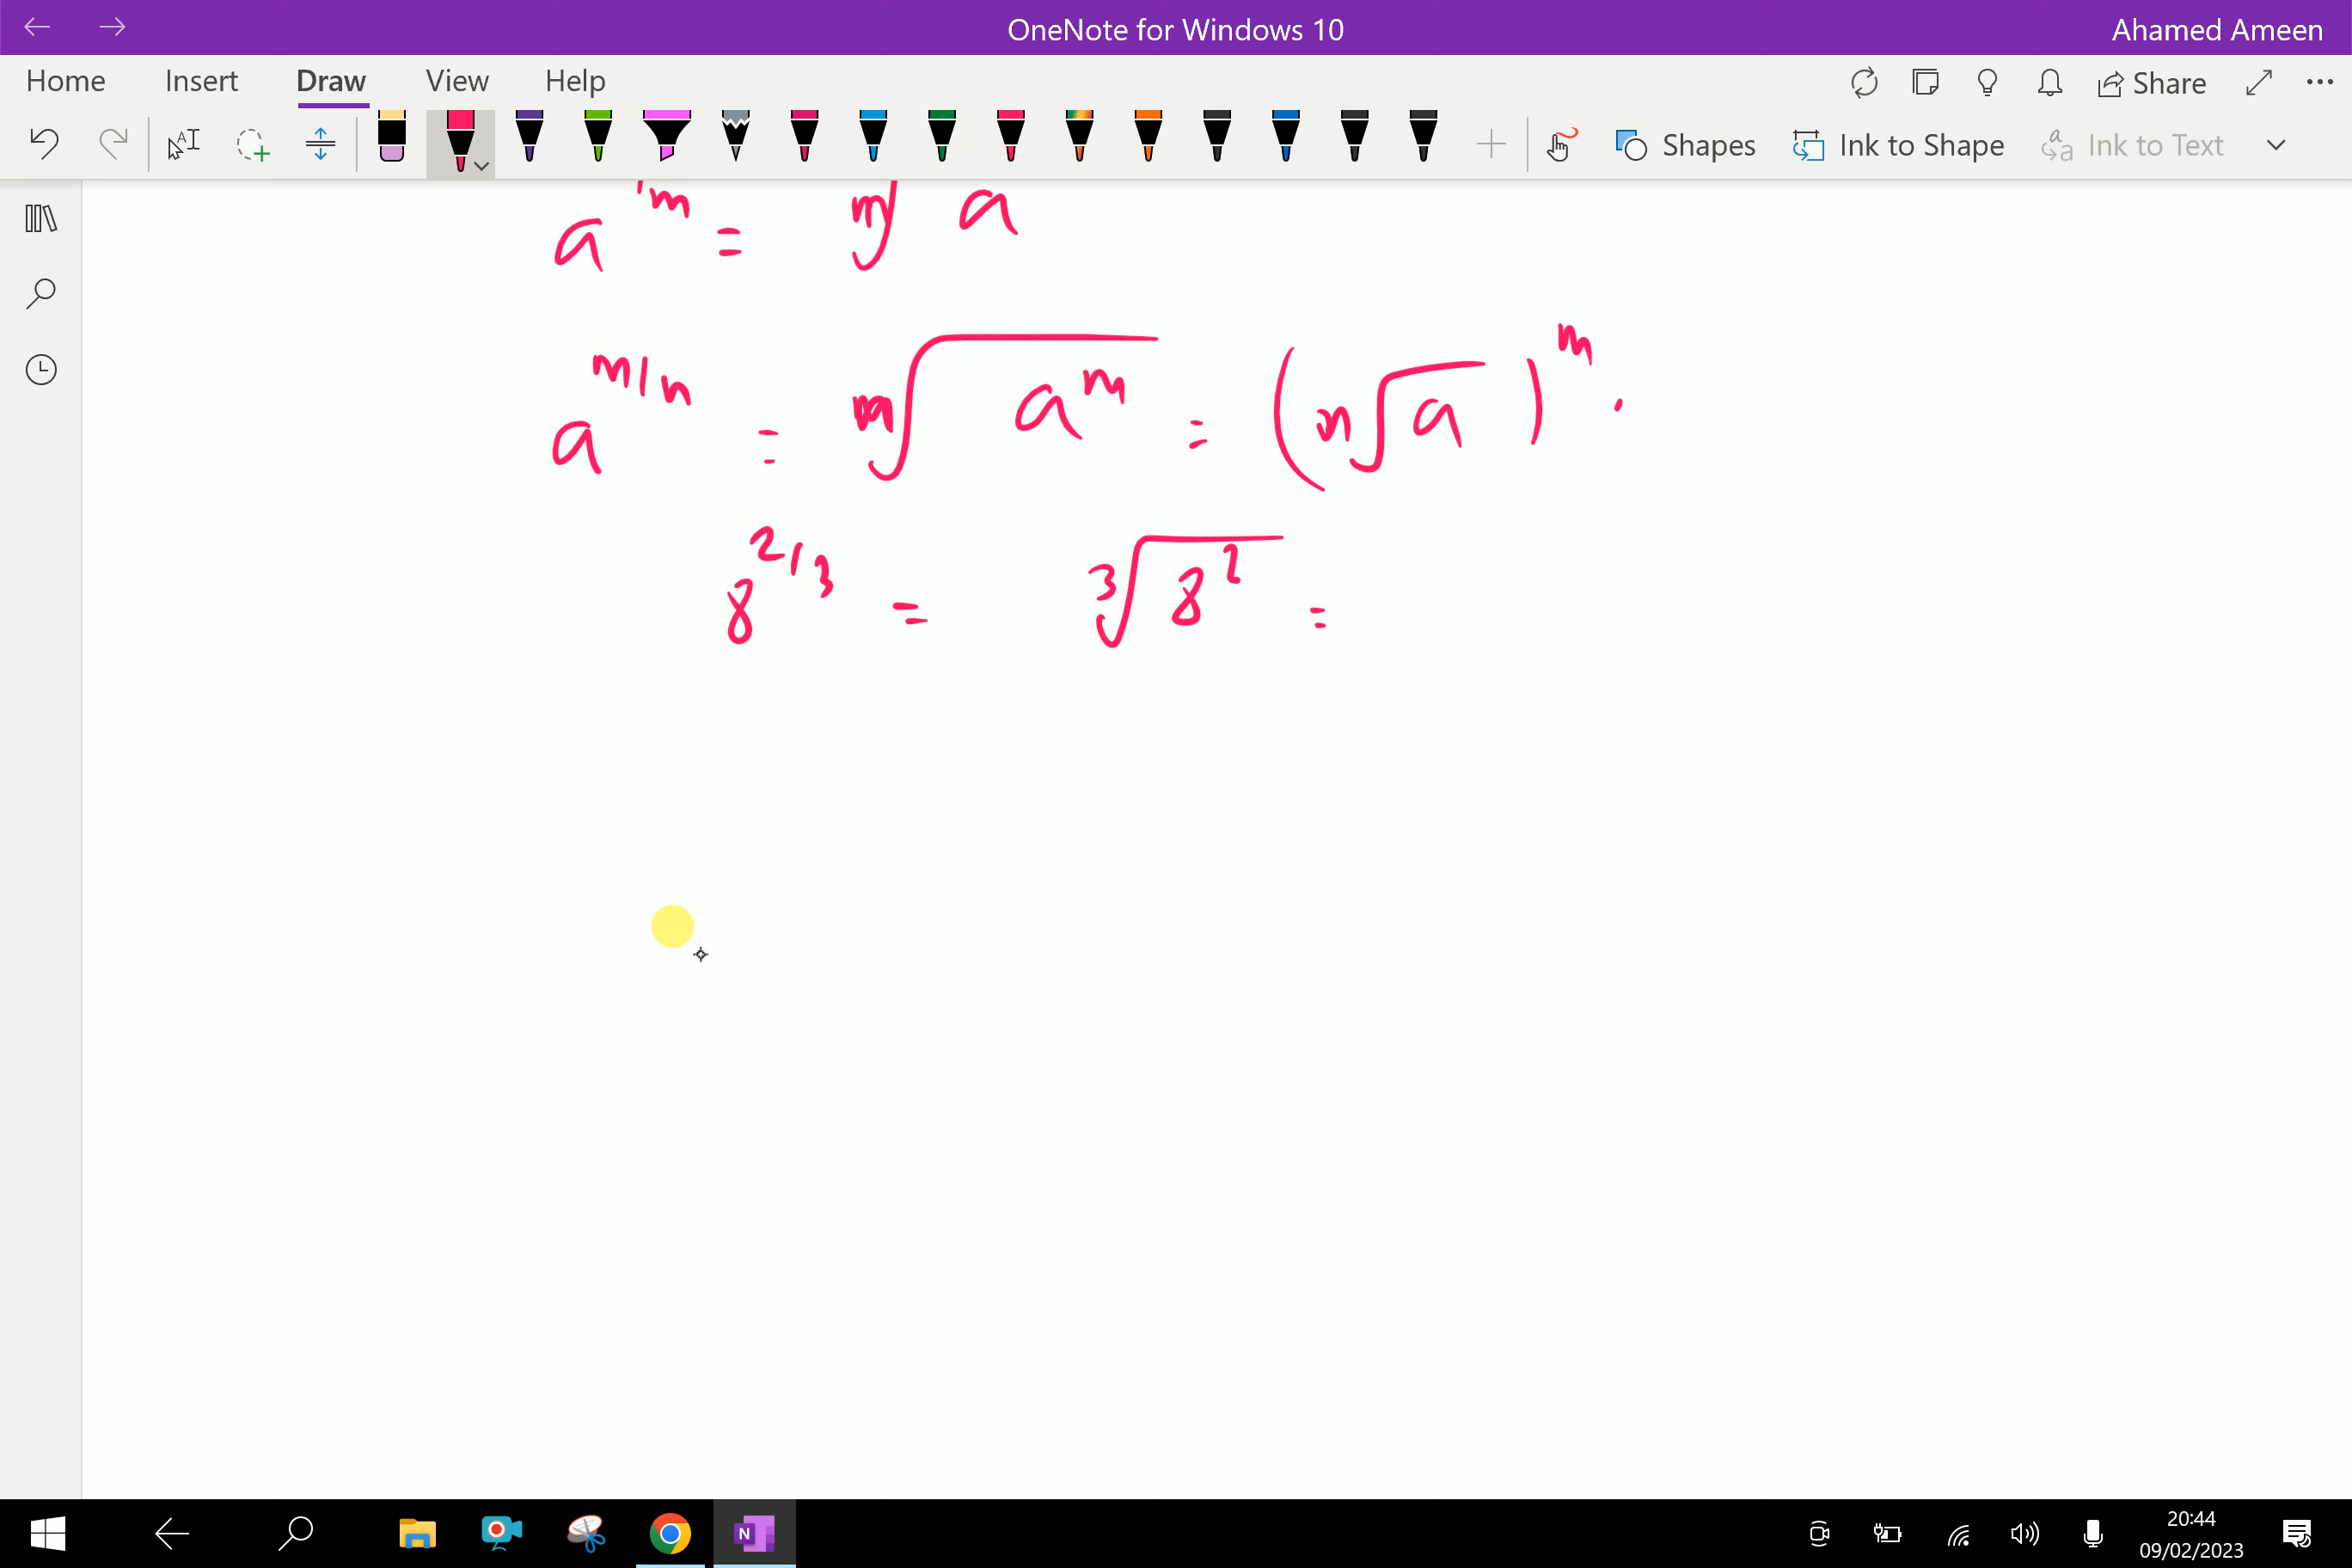 OneNote for Windows 10 Ahamed Ameen
Home Insert Draw View Help Share
Shapes Ink to Shape Ink to Text
a^{1/m} = ᵐ√a
a^{m/n} = ⁿ√(a^m) = (ⁿ√a)^m .
8^{2/3} = ³√(8^2) =
20:44
09/02/2023